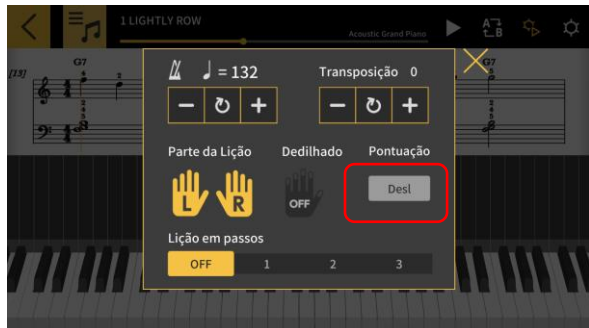 1 LIGHTLY ROW
Acoustic Grand Piano
A B
[13] G7 G7
♩ = 132 Transposição 0
− ↻ + − ↻ +
Parte da Lição Dedilhado Pontuação
L R OFF Desl
Lição em passos
OFF 1 2 3